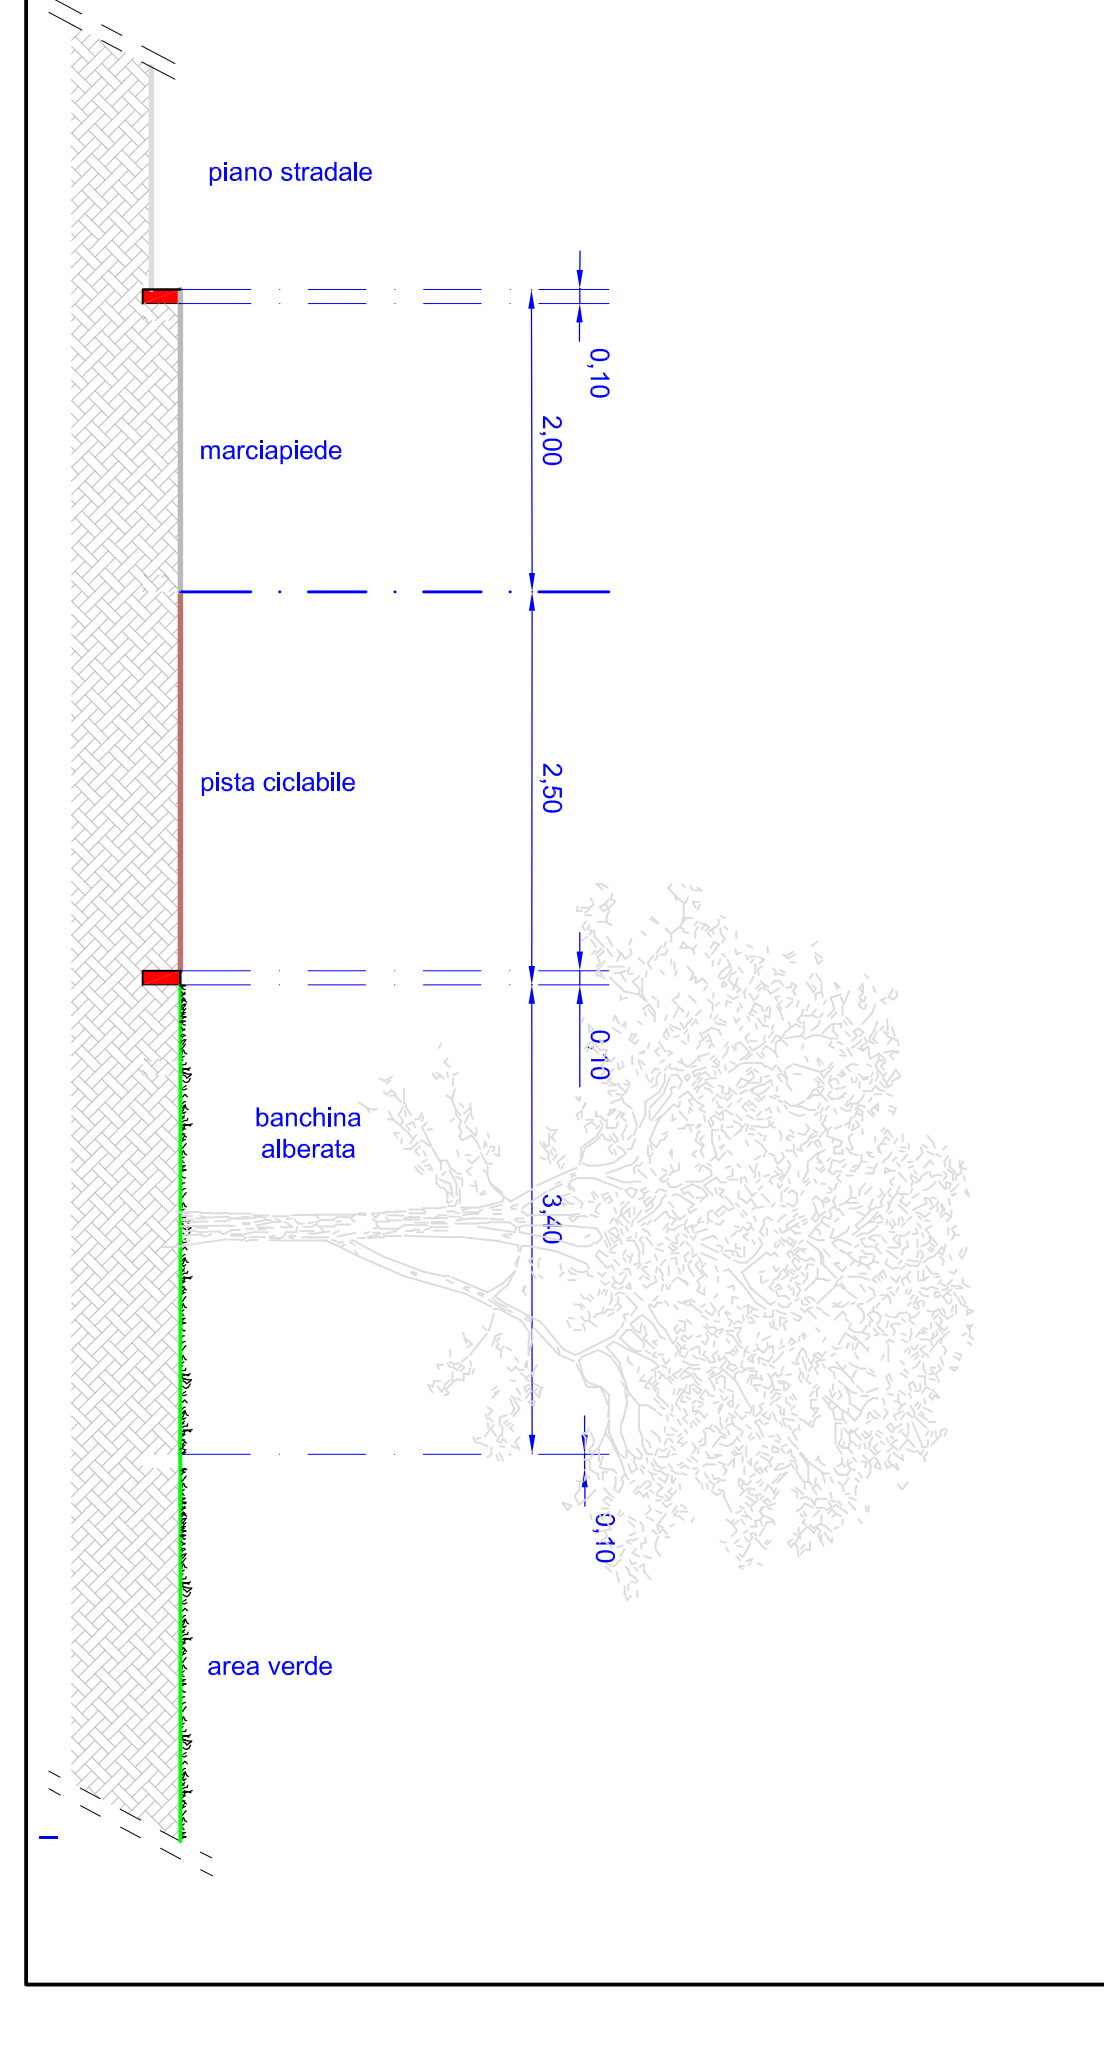 piano stradale
0,10
2,00
marciapiede
2,50
pista ciclabile
0,10
banchina
alberata
3,40
0,10
area verde